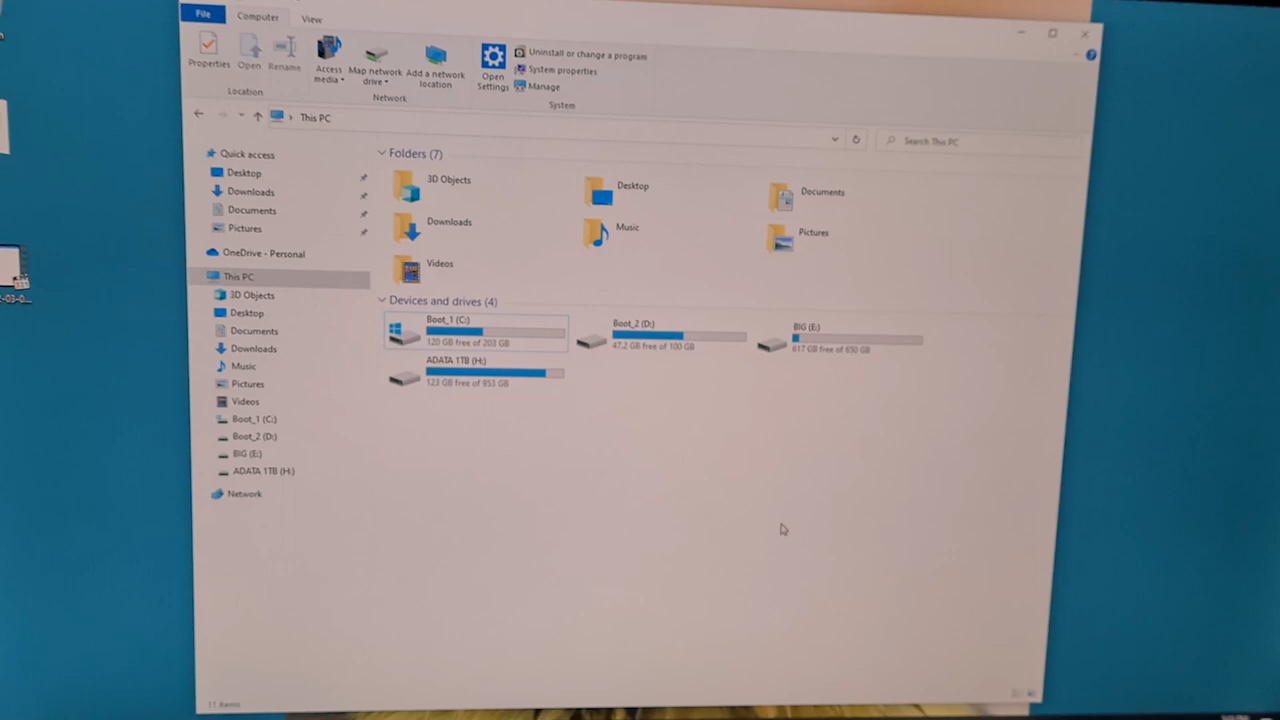 File Computer View
Properties Open Rename Access media Map network drive Add a network location Open Settings Uninstall or change a program
System properties
Manage
Location Network System
This PC Search This PC
Quick access
Desktop
Downloads
Documents
Pictures
OneDrive - Personal
This PC
3D Objects
Desktop
Documents
Downloads
Music
Pictures
Videos
Boot_1 (C:)
Boot_2 (D:)
BIG (E:)
ADATA 1TB (H:)
Network
Folders (7)
3D Objects Desktop Documents
Downloads Music Pictures
Videos
Devices and drives (4)
Boot_1 (C:) Boot_2 (D:) BIG (E:)
120 GB free of 203 GB 47.2 GB free of 100 GB 617 GB free of 650 GB
ADATA 1TB (H:)
123 GB free of 953 GB
11 items